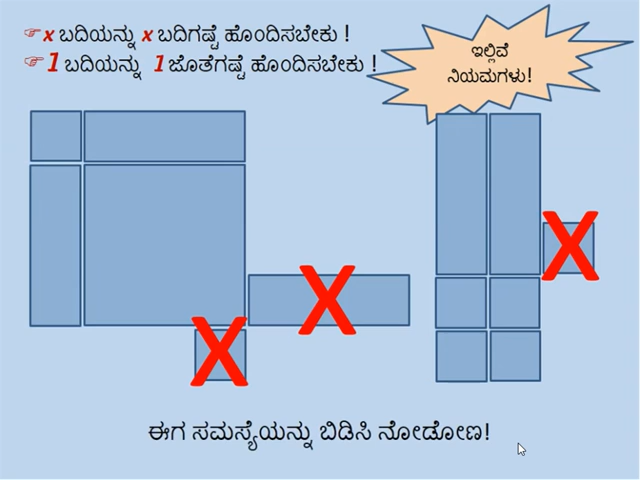 ☞x ಬದಿಯನ್ನು x ಬದಿಗಷ್ಟೆ ಹೊಂದಿಸಬೇಕು !
☞1 ಬದಿಯನ್ನು 1 ಜೊತೆಗಷ್ಟೆ ಹೊಂದಿಸಬೇಕು !
ಇಲ್ಲಿವೆ
ನಿಯಮಗಳು!
X
X
X
ಈಗ ಸಮಸ್ಯೆಯನ್ನು ಬಿಡಿಸಿ ನೋಡೋಣ!